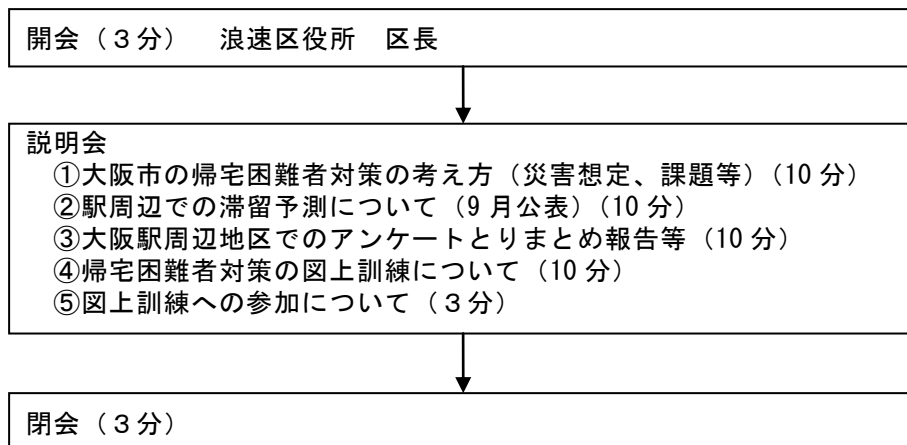 開会（３分）　浪速区役所　区長
説明会
①大阪市の帰宅困難者対策の考え方（災害想定、課題等）（10 分）
②駅周辺での滞留予測について（9 月公表）（10 分）
③大阪駅周辺地区でのアンケートとりまとめ報告等（10 分）
④帰宅困難者対策の図上訓練について（10 分）
⑤図上訓練への参加について（３分）
閉会（３分）